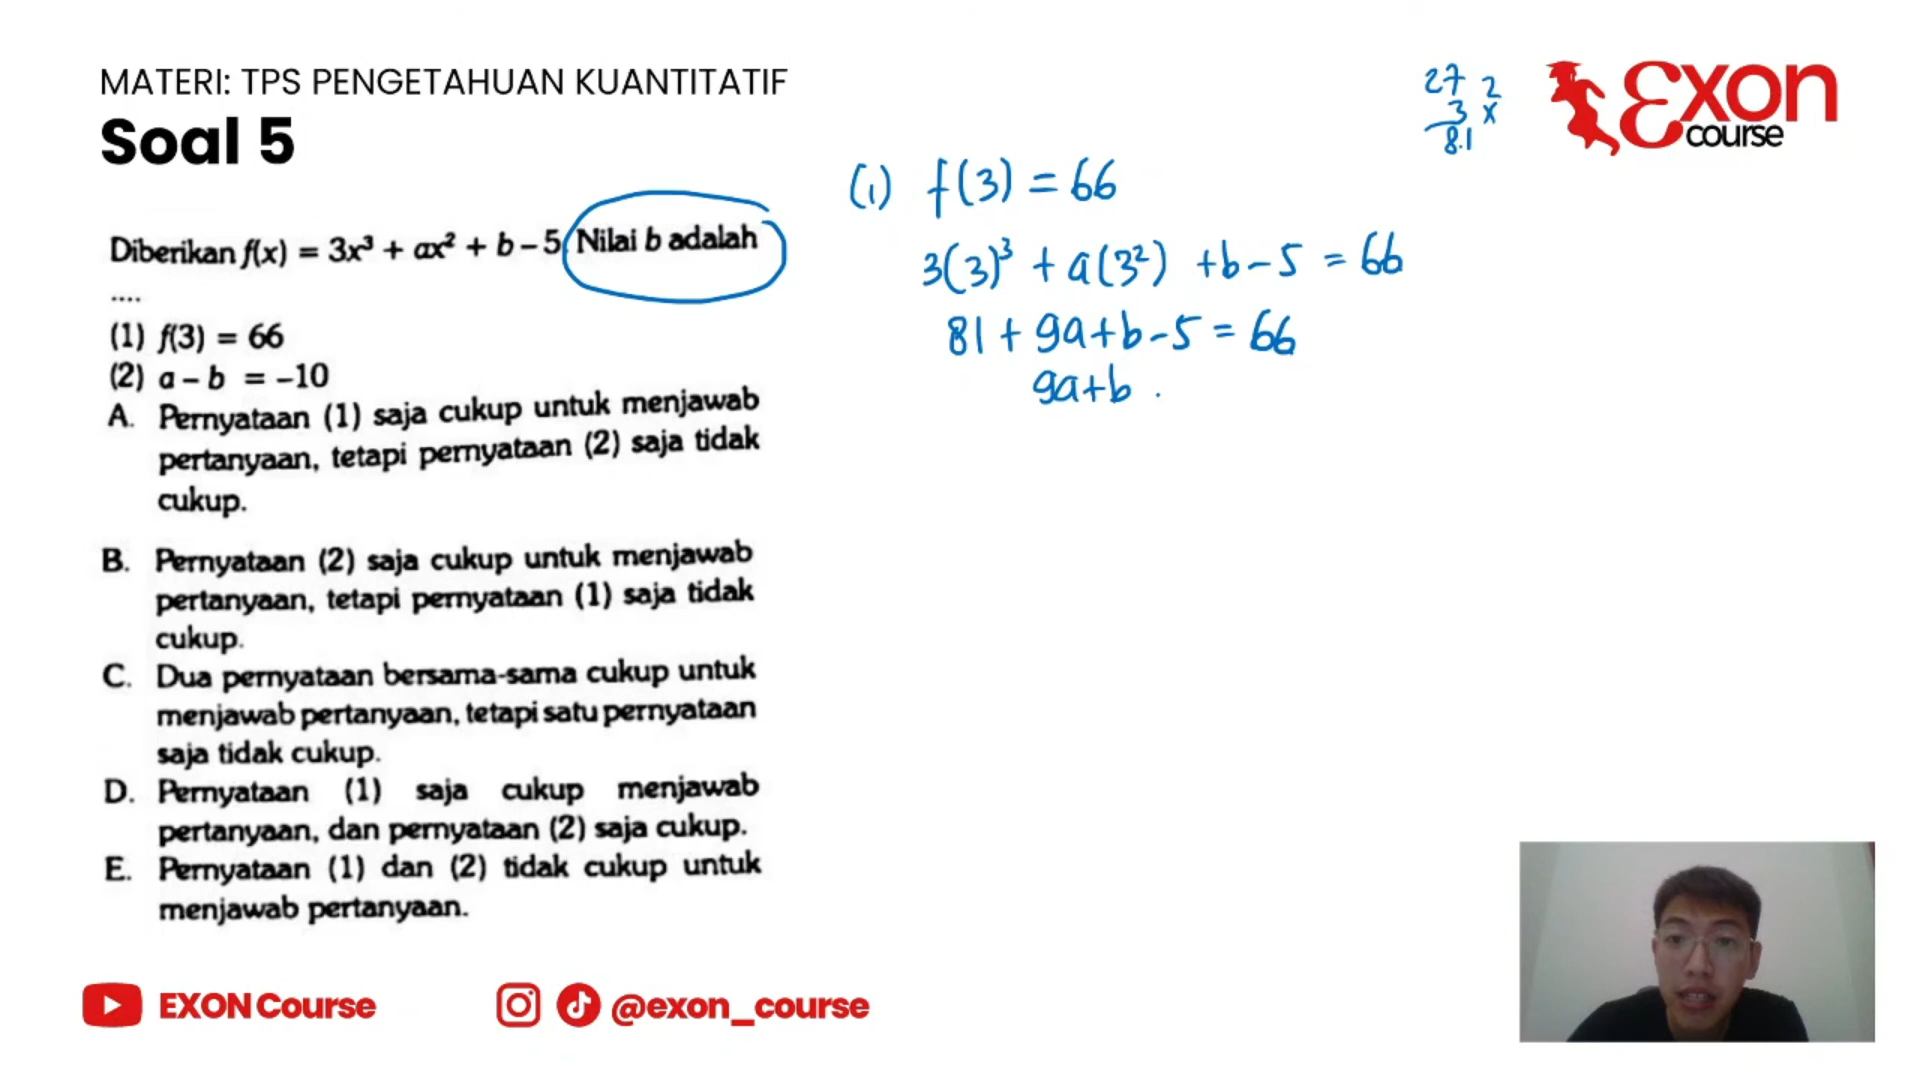 MATERI: TPS PENGETAHUAN KUANTITATIF
Soal 5
Diberikan f(x) = 3x³ + ax² + b – 5. Nilai b adalah
....
(1) f(3) = 66
(2) a – b = –10
A. Pernyataan (1) saja cukup untuk menjawab
pertanyaan, tetapi pernyataan (2) saja tidak
cukup.
B. Pernyataan (2) saja cukup untuk menjawab
pertanyaan, tetapi pernyataan (1) saja tidak
cukup.
C. Dua pernyataan bersama-sama cukup untuk
menjawab pertanyaan, tetapi satu pernyataan
saja tidak cukup.
D. Pernyataan (1) saja cukup menjawab
pertanyaan, dan pernyataan (2) saja cukup.
E. Pernyataan (1) dan (2) tidak cukup untuk
menjawab pertanyaan.
(1) f(3) = 66
3(3)³ + a(3²) + b – 5 = 66
81 + 9a + b – 5 = 66
9a + b .
27 2
3 x
8.1
Exon
course
EXON Course
@exon_course